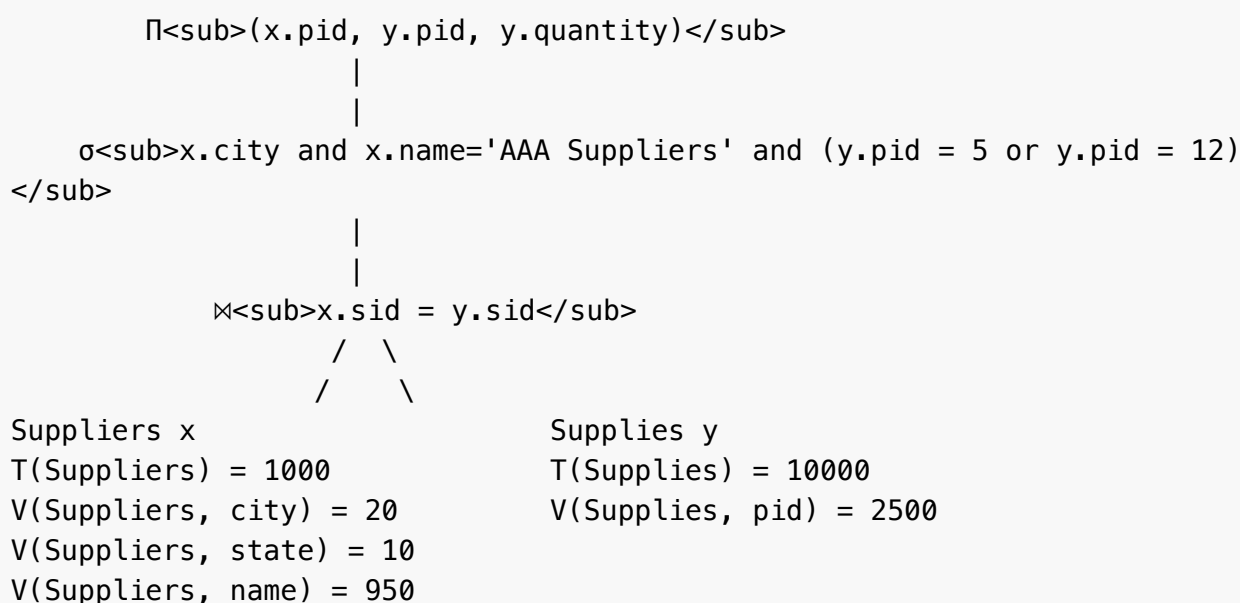 Π<sub>(x.pid, y.pid, y.quantity)</sub>
|
|
σ<sub>x.city and x.name='AAA Suppliers' and (y.pid = 5 or y.pid = 12)
</sub>
|
|
⋈<sub>x.sid = y.sid</sub>
/ \
/ \
Suppliers x Supplies y
T(Suppliers) = 1000 T(Supplies) = 10000
V(Suppliers, city) = 20 V(Supplies, pid) = 2500
V(Suppliers, state) = 10
V(Suppliers, name) = 950